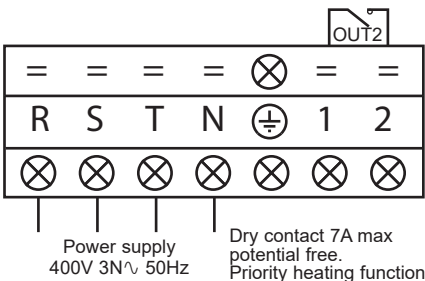 OUT2
= = = = = =
R S T N 1 2
Power supply
400V 3N∿ 50Hz
Dry contact 7A max
potential free.
Priority heating function